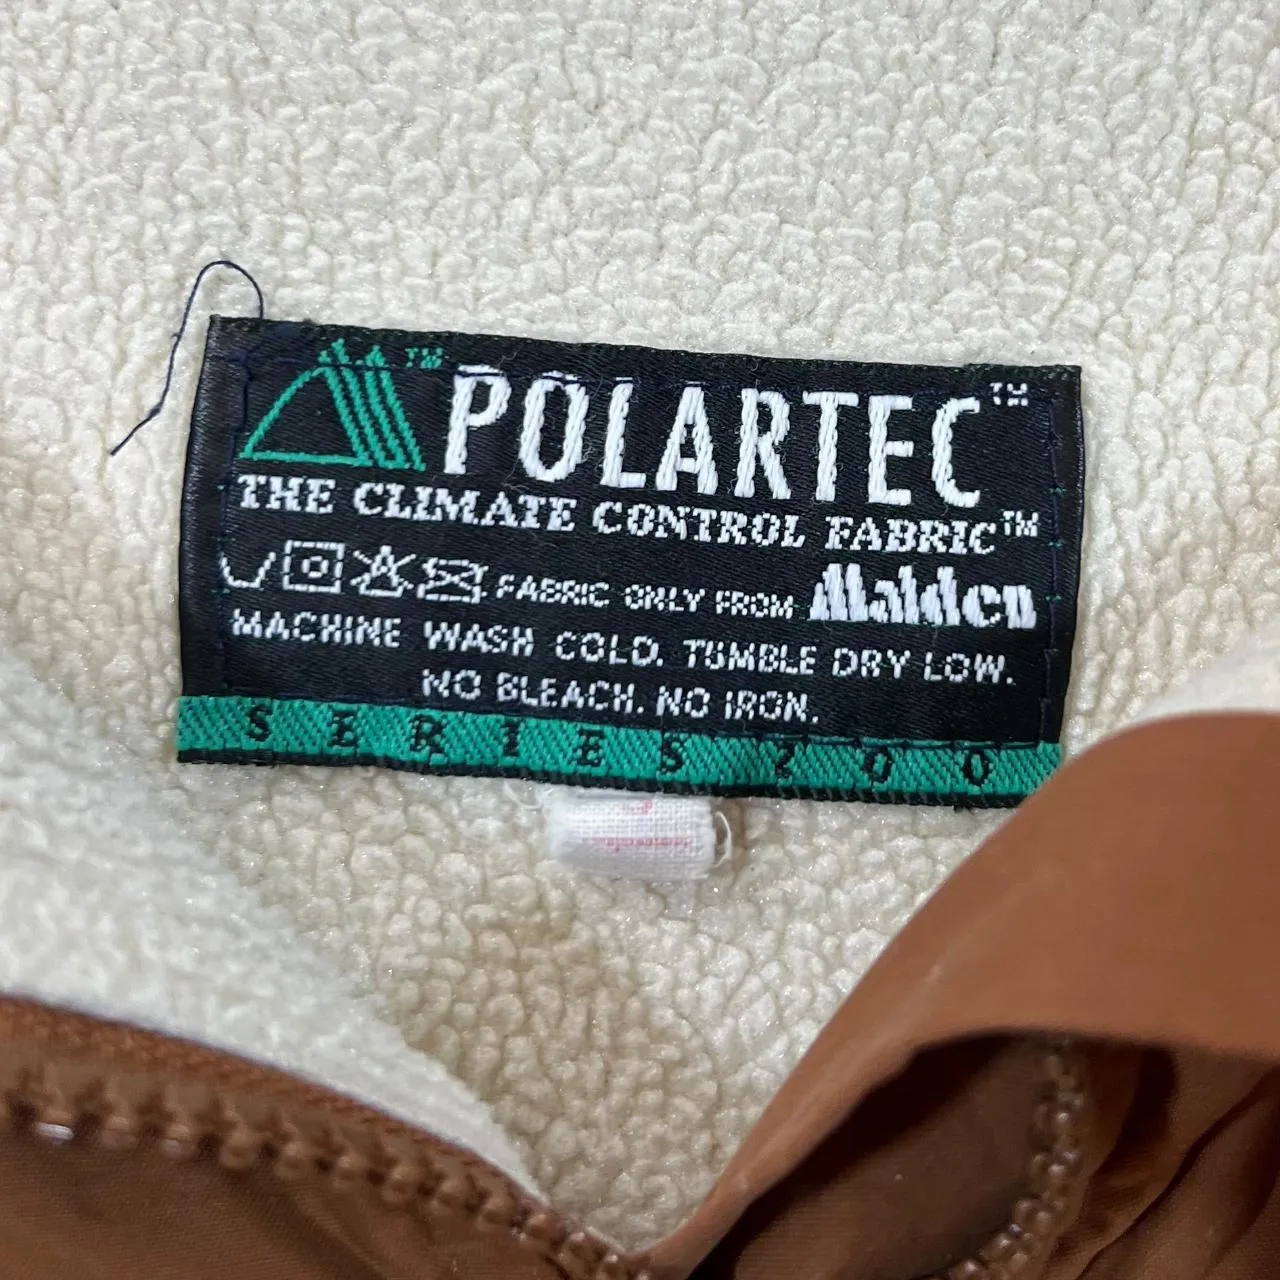 ™ POLARTEC™
THE CLIMATE CONTROL FABRIC™
FABRIC ONLY FROM Malden
MACHINE WASH COLD. TUMBLE DRY LOW.
NO BLEACH. NO IRON.
SERIES 200